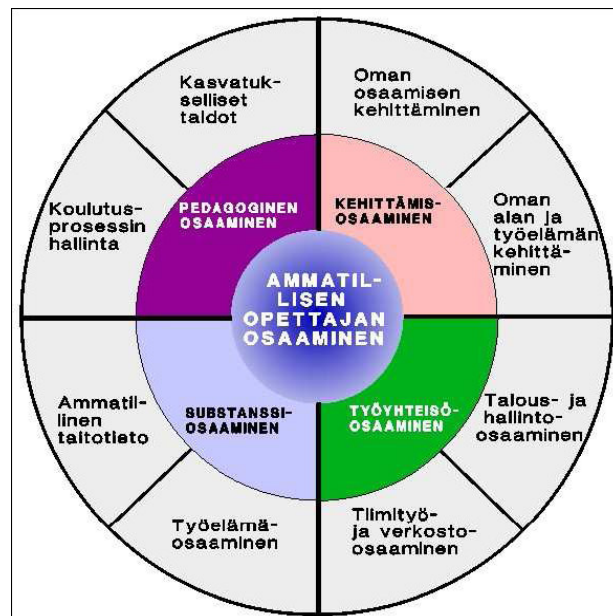 Kasvatuk-
selliset
taidot
Oman
osaamisen
kehittäminen
Koulutus-
prosessin
hallinta
PEDAGOGINEN
OSAAMINEN
KEHITTÄMIS-
OSAAMINEN
Oman
alan ja
työelämän
kehittä-
minen
AMMATIL-
LISEN
OPETTAJAN
OSAAMINEN
Ammatil-
linen
taitotieto
SUBSTANSSI-
OSAAMINEN
TYÖYHTEISÖ-
OSAAMINEN
Talous- ja
hallinto-
osaaminen
Työelämä-
osaaminen
Tiimityö-
ja verkosto-
osaaminen